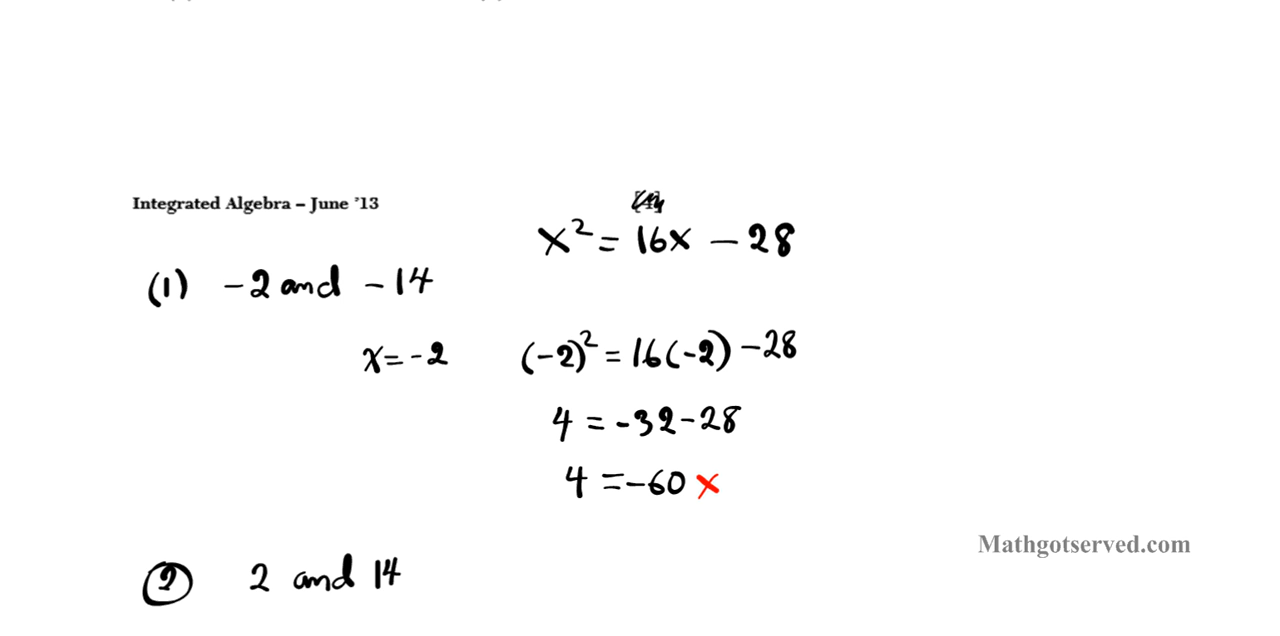 Integrated Algebra – June '13
x² = 16x − 28
(1) -2 and -14
x = -2 (-2)² = 16(-2) - 28
4 = -32 - 28
4 = -60 x
Mathgotserved.com
2 2 and 14